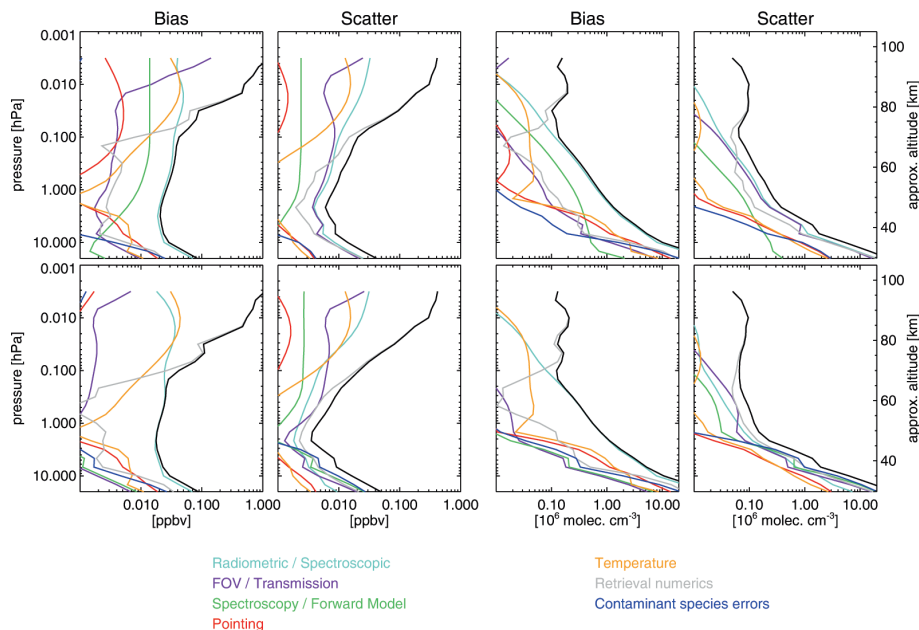 Bias
Scatter
Bias
Scatter
0.001
0.010
0.100
1.000
10.000
pressure [hPa]
100
80
60
40
approx. altitude [km]
0.001
0.010
0.100
1.000
10.000
pressure [hPa]
100
80
60
40
approx. altitude [km]
0.010 0.100 1.000
0.010 0.100 1.000
0.10 1.00 10.00
0.10 1.00 10.00
[ppbv]
[ppbv]
[10⁶ molec. cm⁻³]
[10⁶ molec. cm⁻³]
Radiometric / Spectroscopic
FOV / Transmission
Spectroscopy / Forward Model
Pointing
Temperature
Retrieval numerics
Contaminant species errors